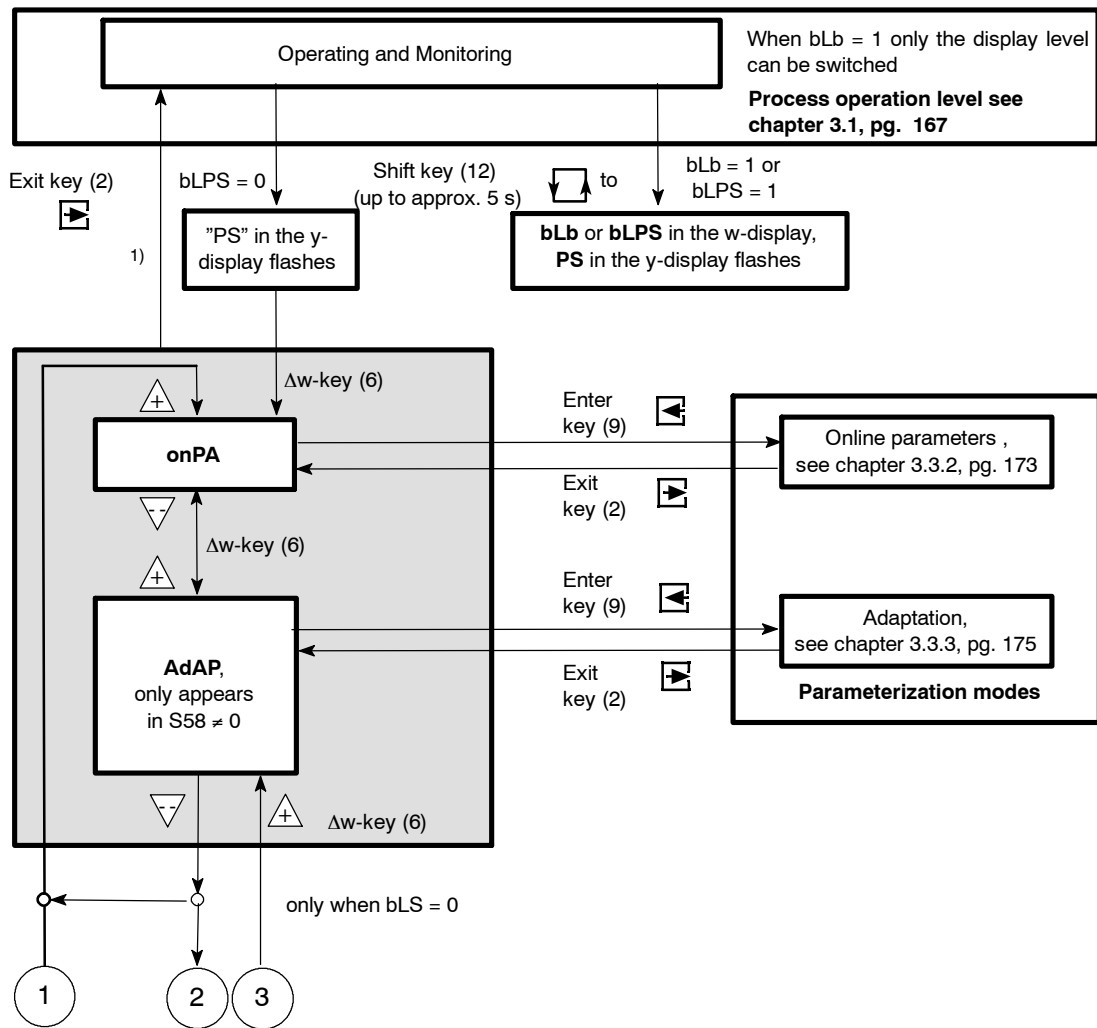 Operating and Monitoring
When bLb = 1 only the display level
can be switched
Process operation level see
chapter 3.1, pg. 167
Exit key (2)
bLPS = 0
Shift key (12)
(up to approx. 5 s)
to
bLb = 1 or
bLPS = 1
1)
”PS” in the y-
display flashes
bLb or bLPS in the w-display,
PS in the y-display flashes
Δw-key (6)
+
onPA
Enter
key (9)
Exit
key (2)
Online parameters ,
see chapter 3.3.2, pg. 173
--
Δw-key (6)
+
AdAP,
only appears
in S58 ≠ 0
Enter
key (9)
Exit
key (2)
Adaptation,
see chapter 3.3.3, pg. 175
Parameterization modes
--
+
Δw-key (6)
only when bLS = 0
1
2
3